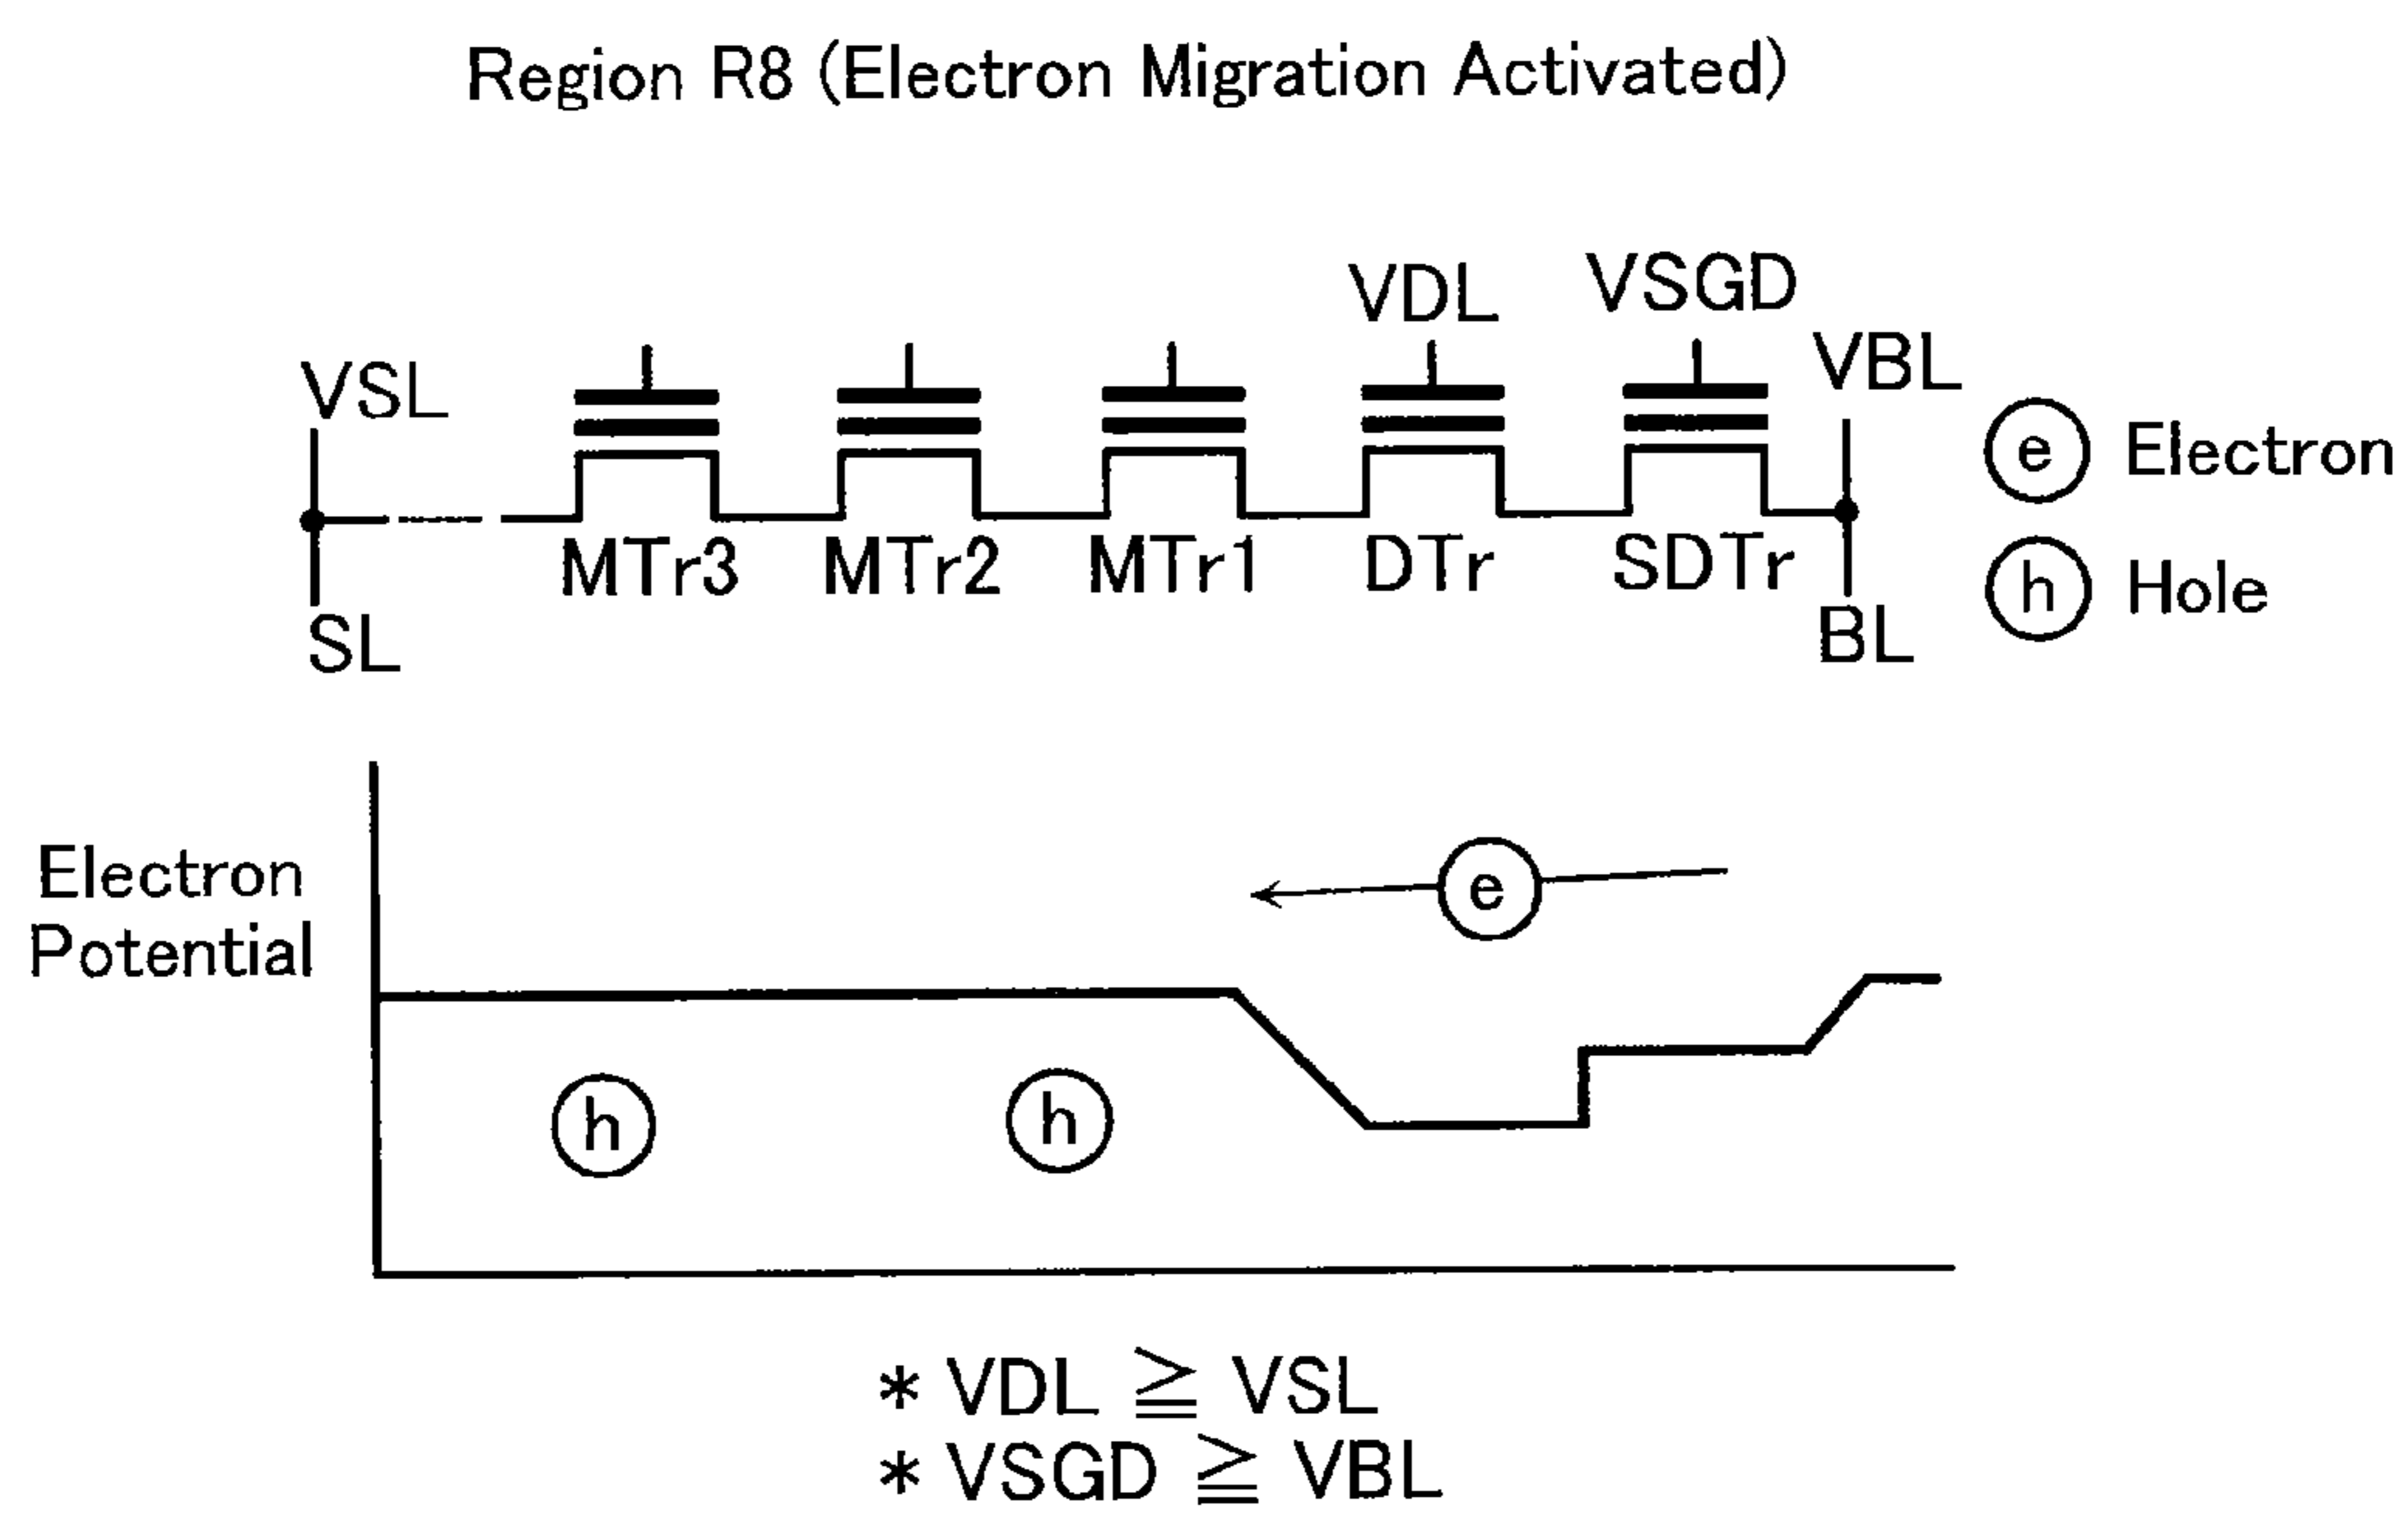 Region R8 (Electron Migration Activated)
VDL VSGD
VSL VBL
MTr3 MTr2 MTr1 DTr SDTr
SL BL
e Electron
h Hole
Electron
Potential
e
h h
* VDL ≧ VSL
* VSGD ≧ VBL